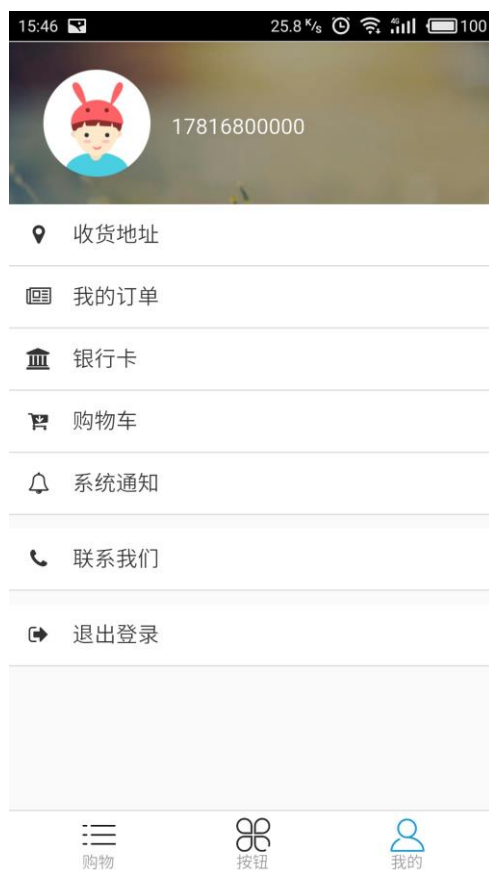 15:46 25.8 K/s 4G 100
17816800000
收货地址
我的订单
银行卡
购物车
系统通知
联系我们
退出登录
购物 按钮 我的